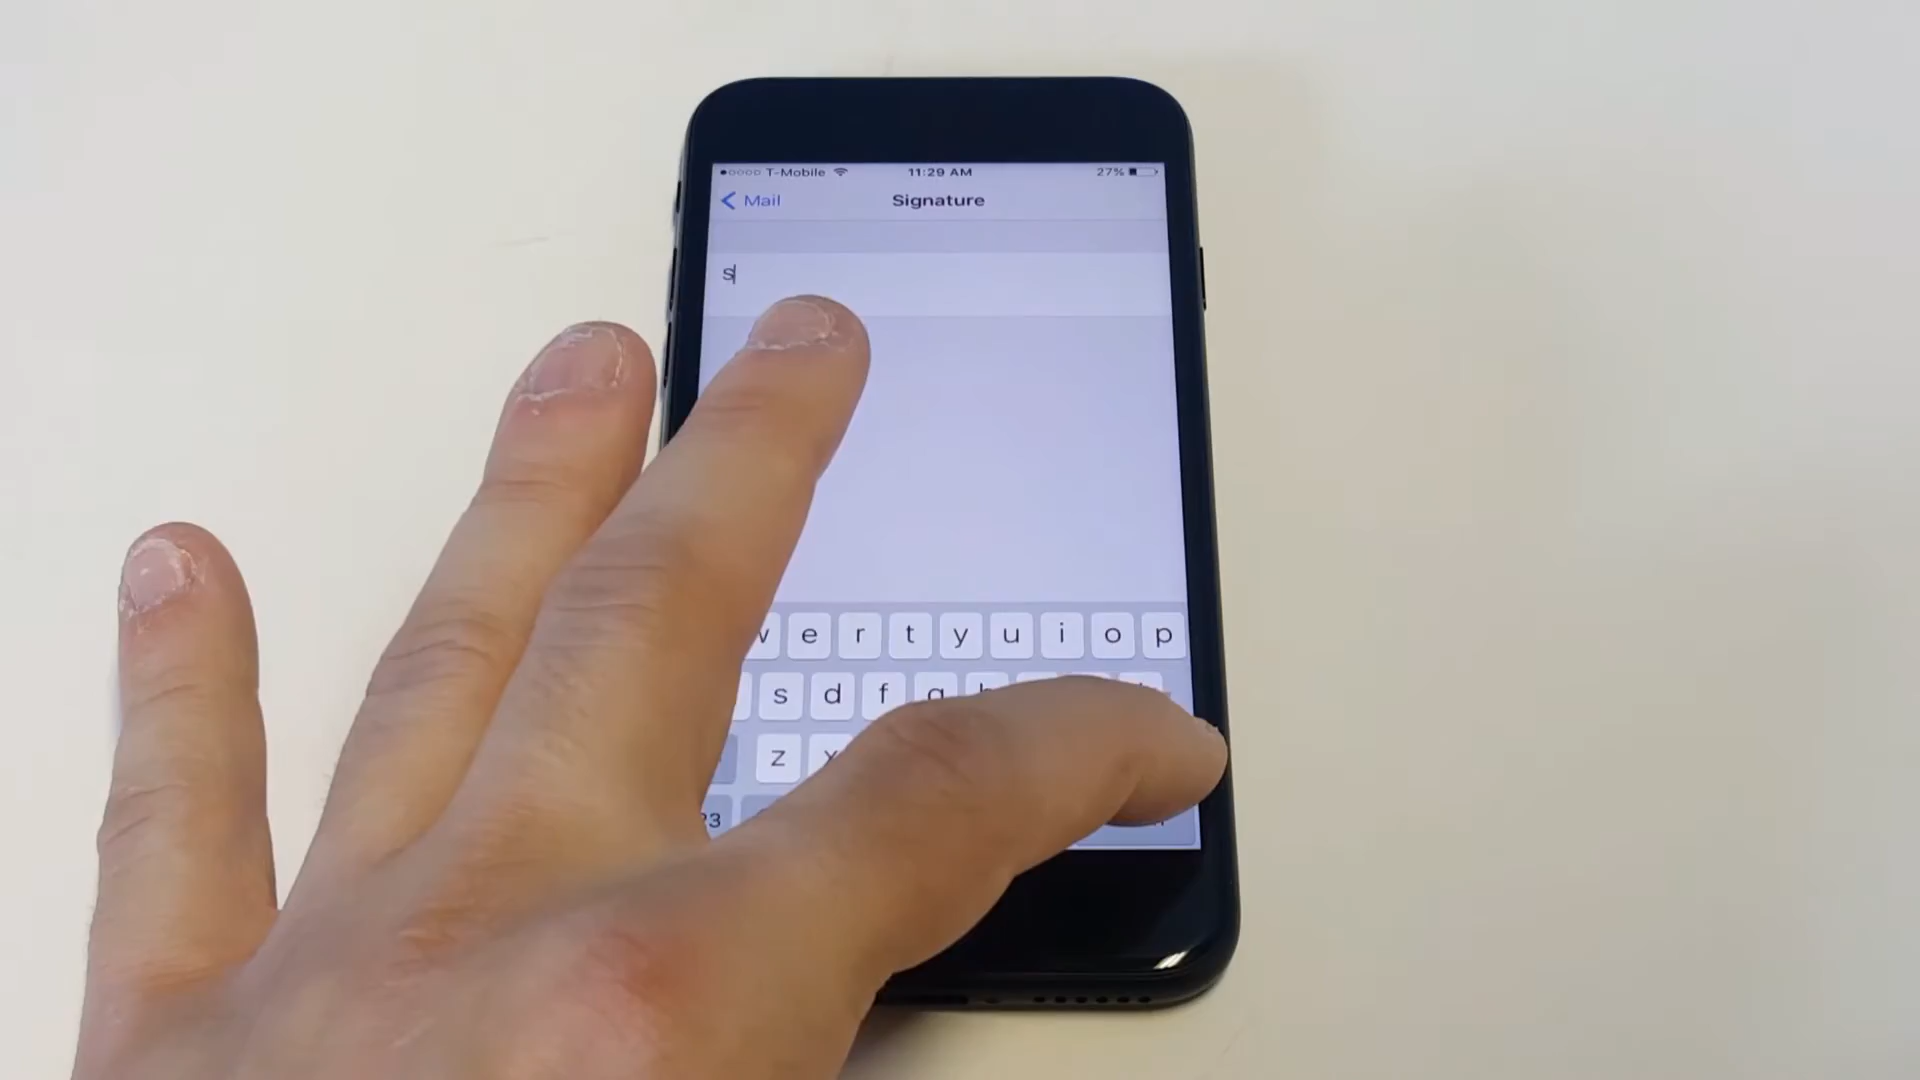 T-Mobile 11:29 AM 27%
Mail Signature
s
e r t y u i o p
s d f
z